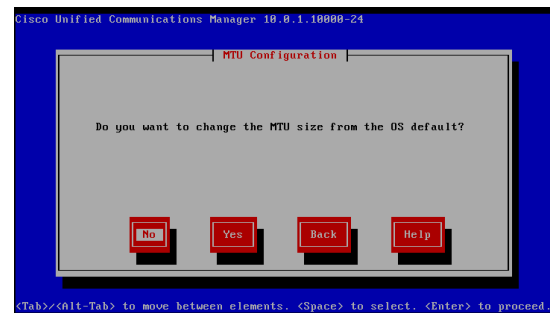 Cisco Unified Communications Manager 10.0.1.10000-24
MTU Configuration
Do you want to change the MTU size from the OS default?
No Yes Back Help
<Tab>/<Alt-Tab> to move between elements. <Space> to select. <Enter> to proceed.